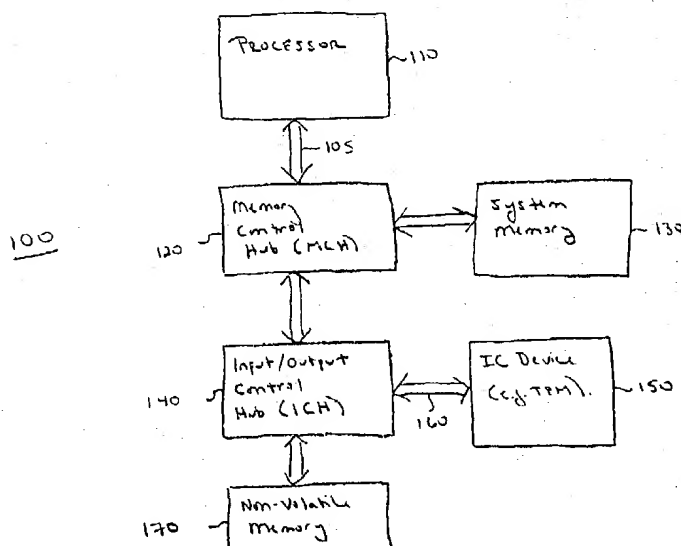 PROCESSOR
110
105
Memory
Control
Hub (MCH)
120
System
Memory
130
100
Input/Output
Control
Hub (ICH)
140
IC Device
(e.g. TPM).
150
160
Non-Volatile
Memory
170